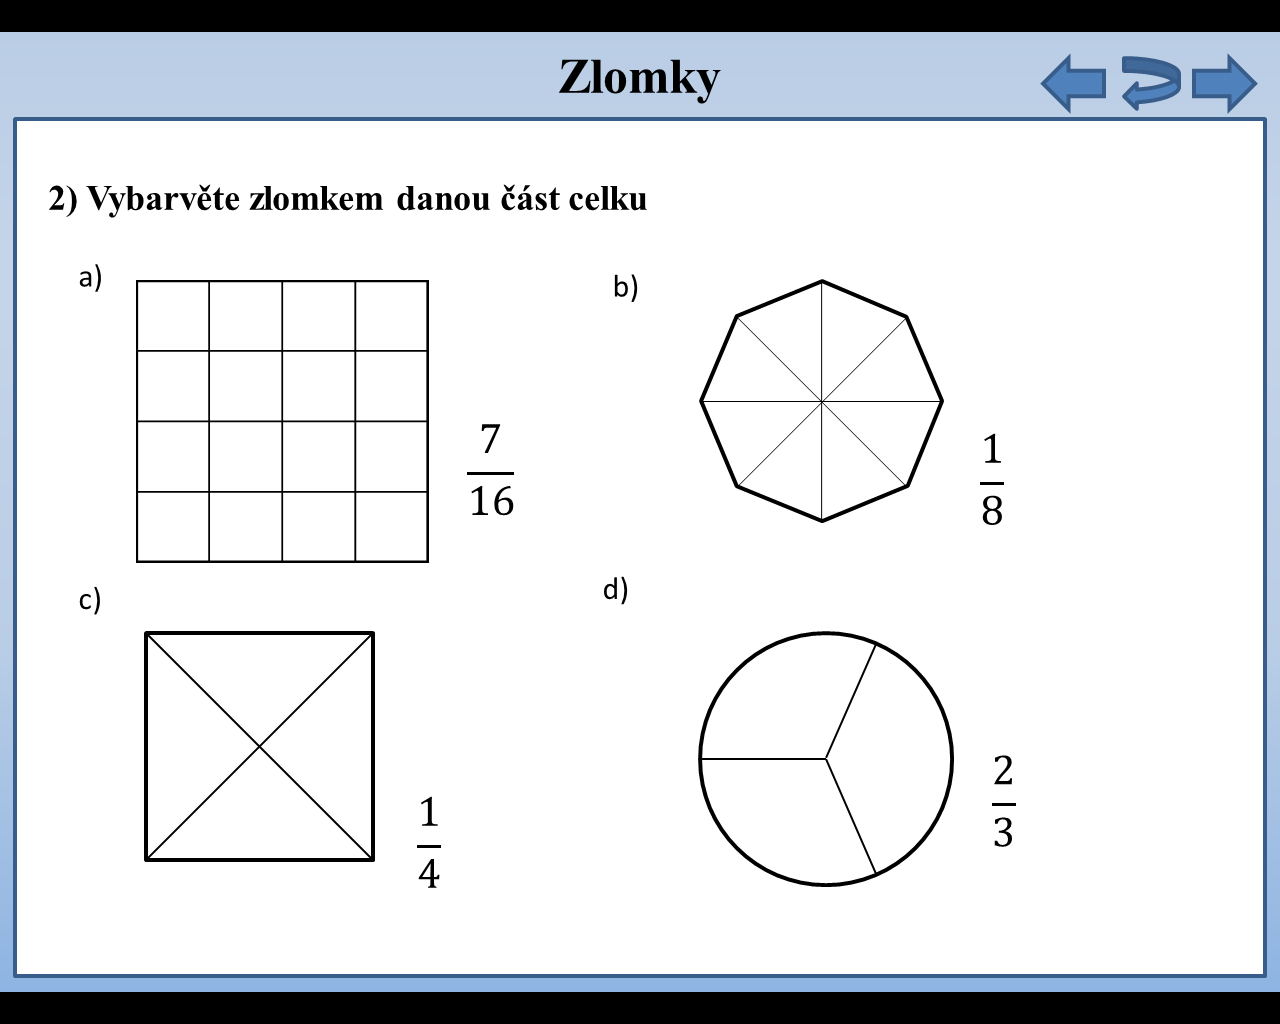 Zlomky
2) Vybarvěte zlomkem danou část celku
a)
7
16
b)
1
8
c)
1
4
d)
2
3